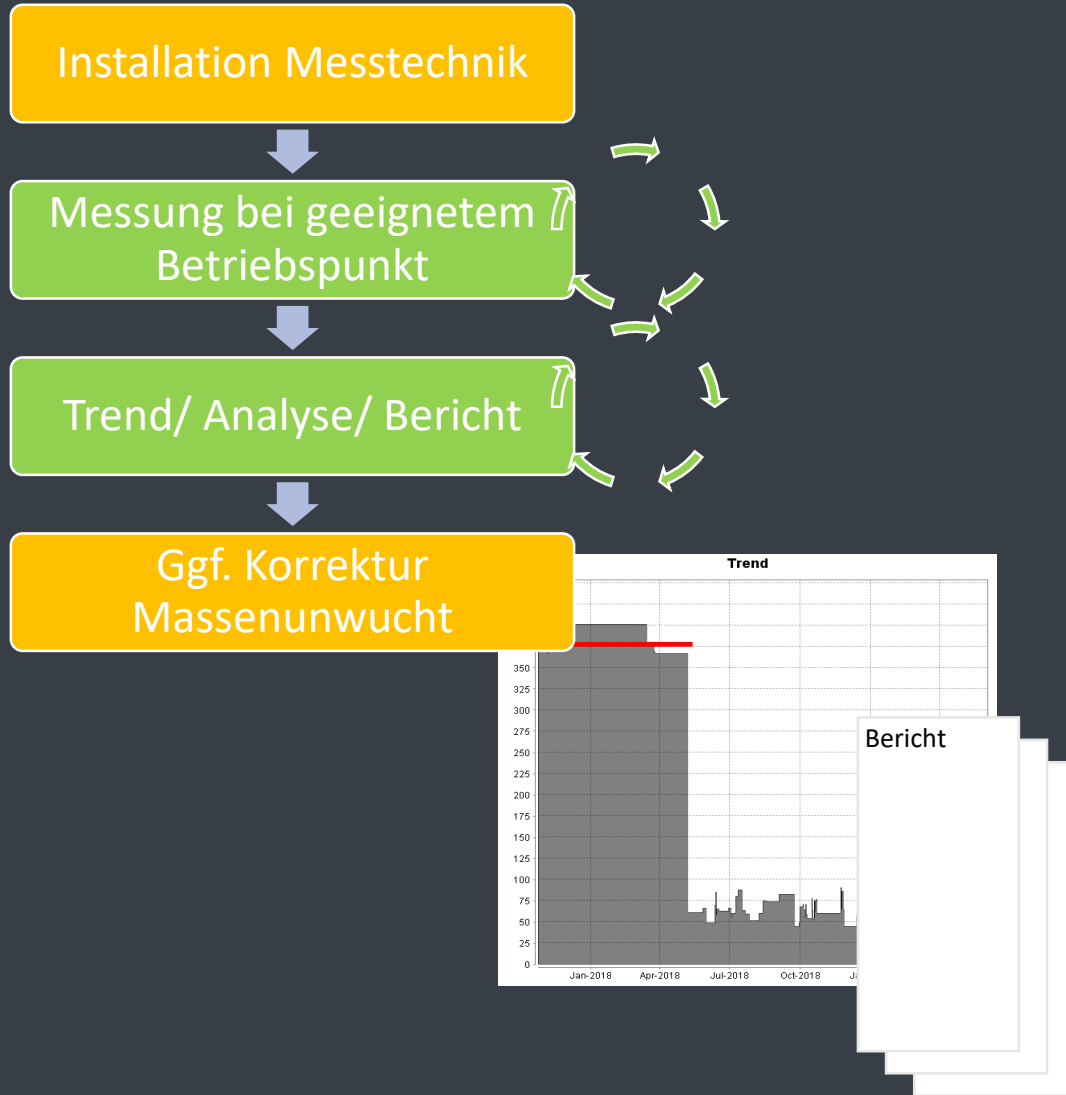 Installation Messtechnik
Messung bei geeignetem
Betriebspunkt
Trend/ Analyse/ Bericht
Ggf. Korrektur
Massenunwucht
Trend
350
325
300
275
250
225
200
175
150
125
100
75
50
25
0
Jan-2018 Apr-2018 Jul-2018 Oct-2018
Bericht